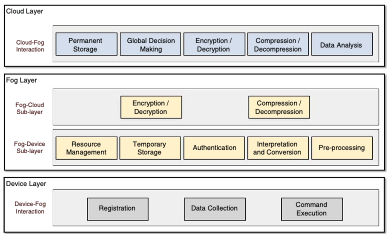 Cloud Layer
Cloud-Fog
Interaction
Permanent
Storage
Global Decision
Making
Encryption /
Decryption
Compression /
Decompression
Data Analysis
Fog Layer
Fog-Cloud
Sub-layer
Encryption /
Decryption
Compression /
Decompression
Fog-Device
Sub-layer
Resource
Management
Temporary
Storage
Authentication
Interpretation
and Conversion
Pre-processing
Device Layer
Device-Fog
Interaction
Registration
Data Collection
Command
Execution